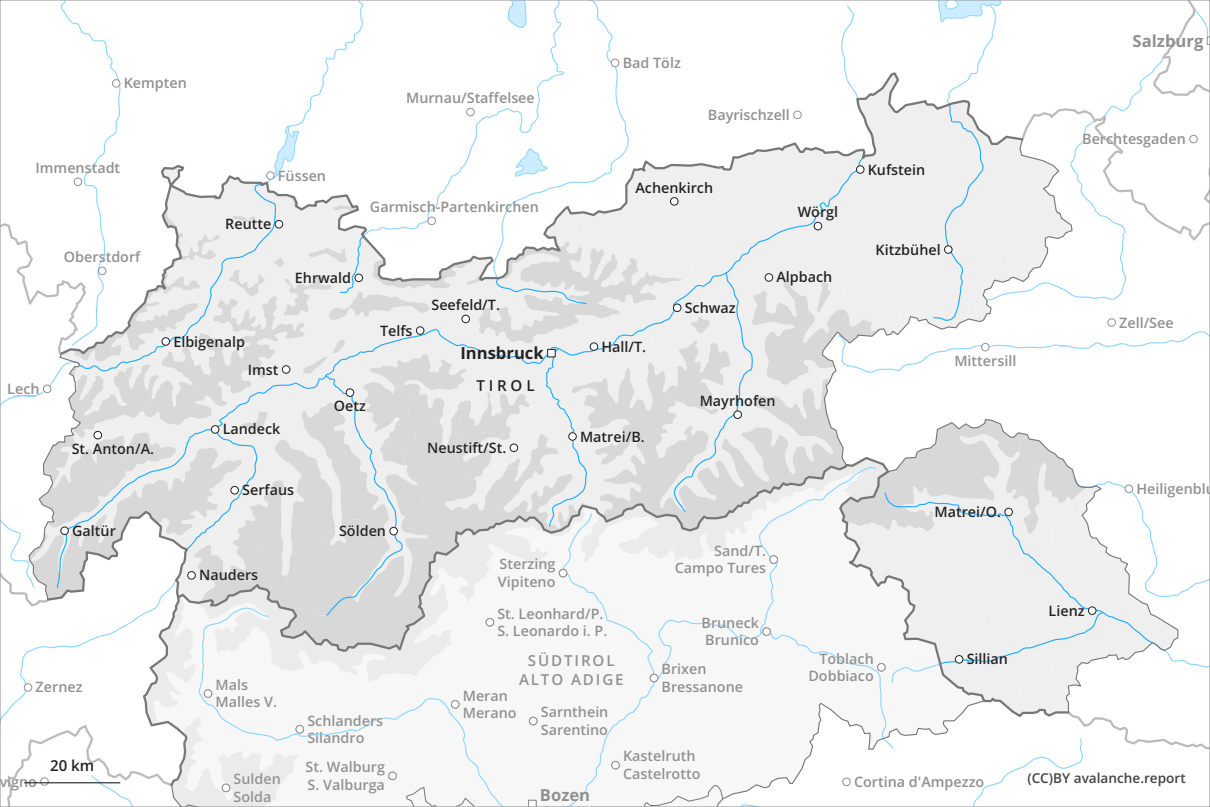 Salzburg
Bad Tölz
Kempten
Murnau/Staffelsee
Bayrischzell
Berchtesgaden
Immenstadt
Füssen
Kufstein
Achenkirch
Garmisch-Partenkirchen
Wörgl
Reutte
Kitzbühel
Oberstdorf
Ehrwald
Alpbach
Seefeld/T.
Schwaz
Telfs
Zell/See
Elbigenalp
Innsbruck
Hall/T.
Mittersill
Imst
TIROL
Lech
Oetz
Mayrhofen
Landeck
Matrei/B.
St. Anton/A.
Neustift/St.
Serfaus
Heiligenblu
Matrei/O.
Galtür
Sölden
Sand/T.
Campo Tures
Sterzing
Vipiteno
Nauders
St. Leonhard/P.
S. Leonardo i. P.
Lienz
Bruneck
Brunico
SÜDTIROL
ALTO ADIGE
Toblach
Dobbiaco
Sillian
Brixen
Bressanone
Zernez
Mals
Malles V.
Meran
Merano
Sarnthein
Sarentino
Schlanders
Silandro
Kastelruth
Castelrotto
20 km
St. Walburg
S. Valburga
vigno
Sulden
Solda
Cortina d'Ampezzo
(CC)BY avalanche.report
Bozen